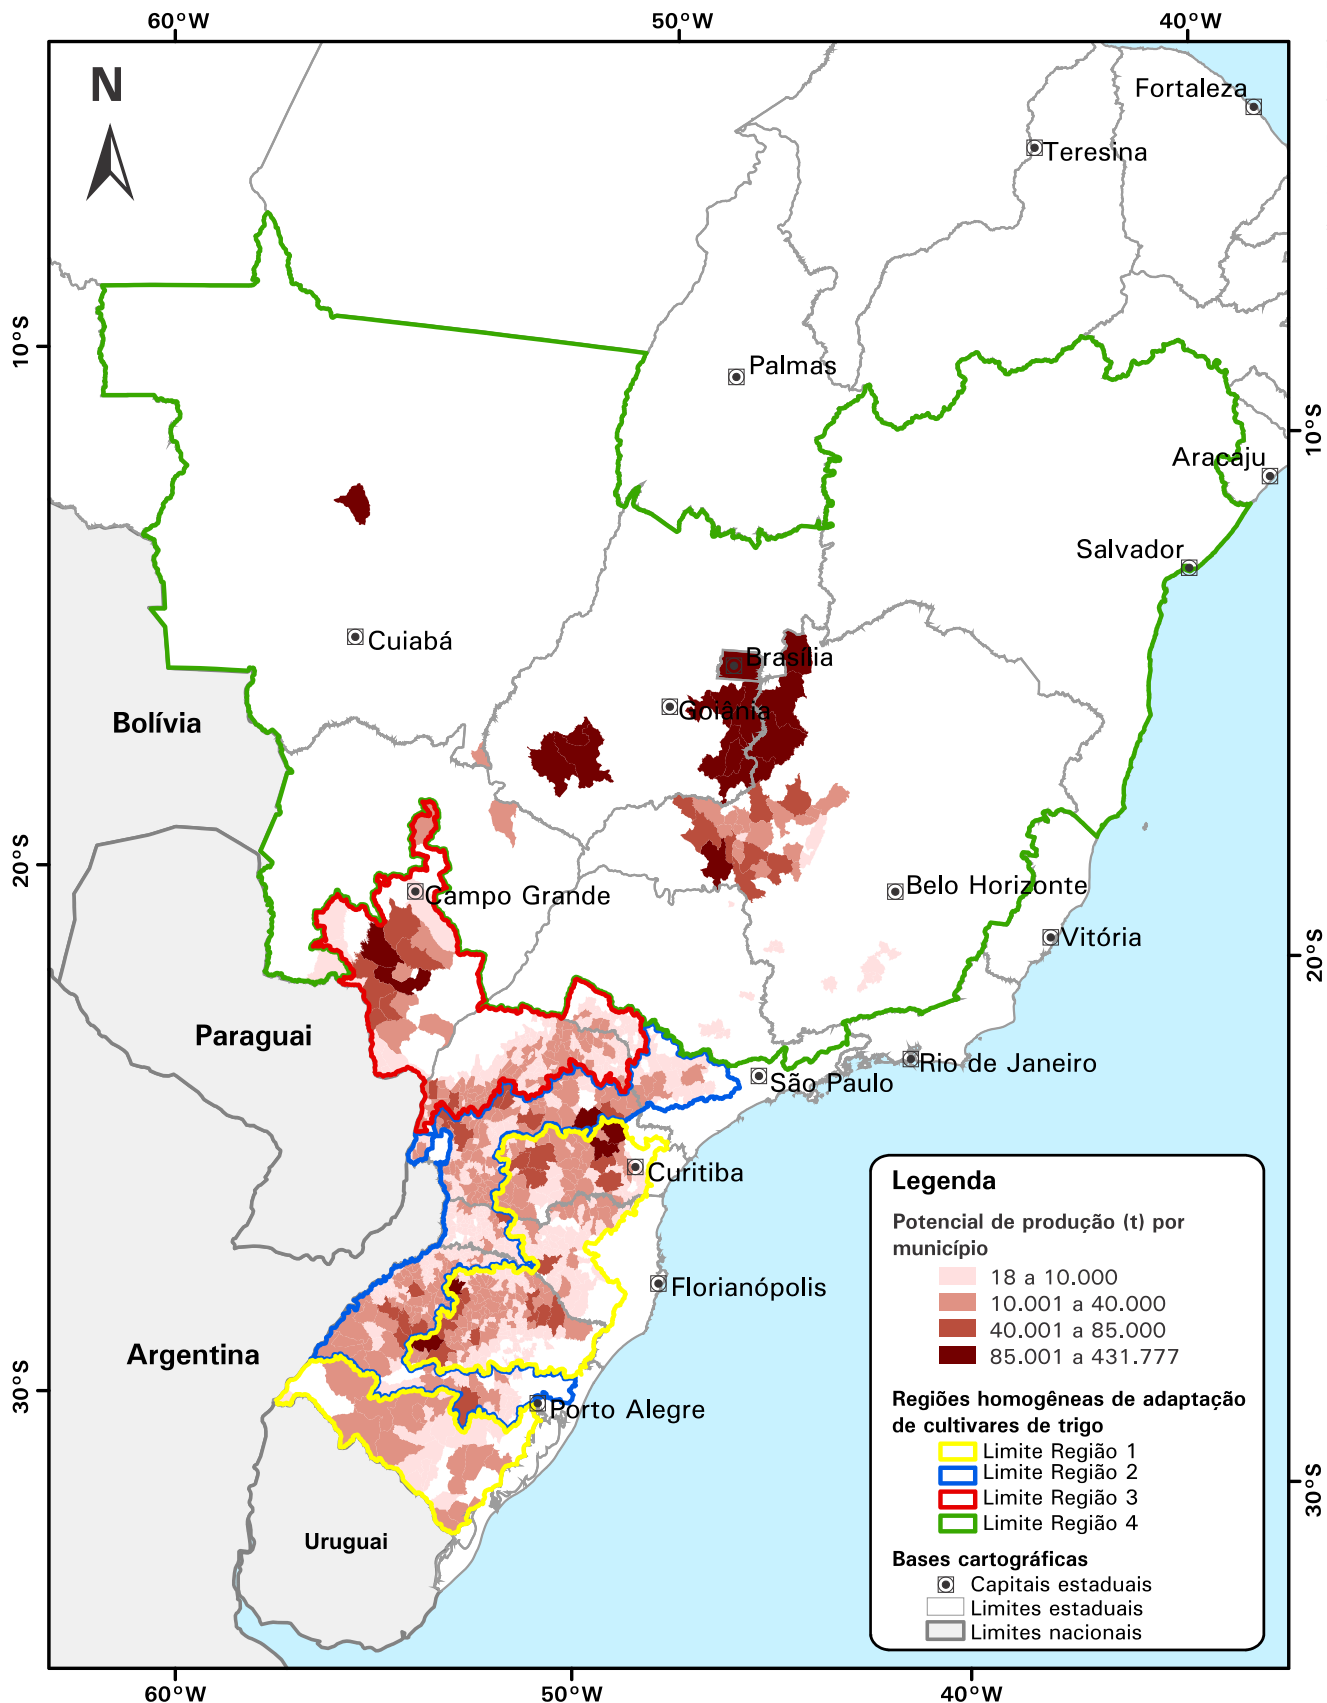 60°W
50°W
40°W
N
Fortaleza
Teresina
10°S
Palmas
10°S
Aracaju
Salvador
Cuiabá
Brasília
Goiânia
Bolívia
20°S
Campo Grande
Belo Horizonte
Vitória
20°S
Paraguai
Rio de Janeiro
São Paulo
Curitiba
Florianópolis
Argentina
30°S
Porto Alegre
30°S
Uruguai
Legenda
Potencial de produção (t) por
município
18 a 10.000
10.001 a 40.000
40.001 a 85.000
85.001 a 431.777
Regiões homogêneas de adaptação
de cultivares de trigo
Limite Região 1
Limite Região 2
Limite Região 3
Limite Região 4
Bases cartográficas
Capitais estaduais
Limites estaduais
Limites nacionais
60°W
50°W
40°W